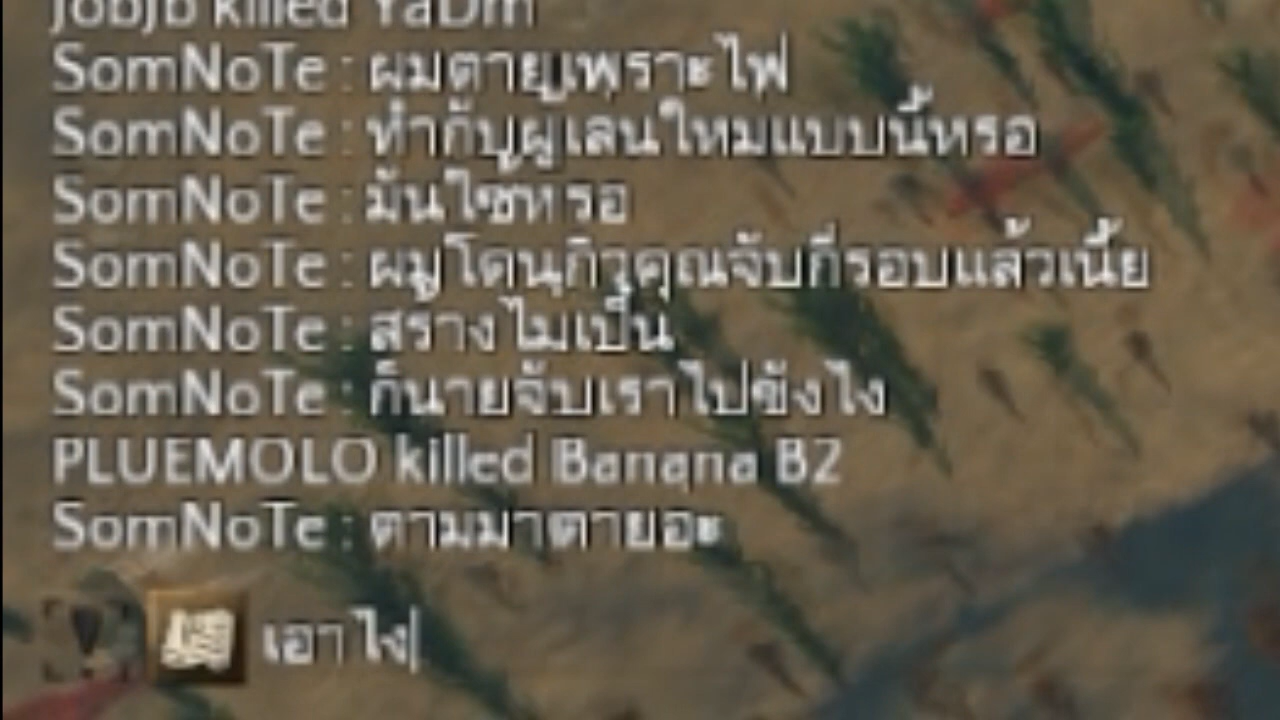 jobjb killed YaDm
SomNoTe : ผมตายเพราะไฟ
SomNoTe : ทำกับผู้เล่นใหม่แบบนี้หรอ
SomNoTe : มันใช่หรอ
SomNoTe : ผมโดนกิวคุณจับกี่รอบแล้วเนี้ย
SomNoTe : สร้างไม่เป็น
SomNoTe : ก็นายจับเราไปขังไง
PLUEMOLO killed Banana B2
SomNoTe : ตามมาตายอะ
เอาไง